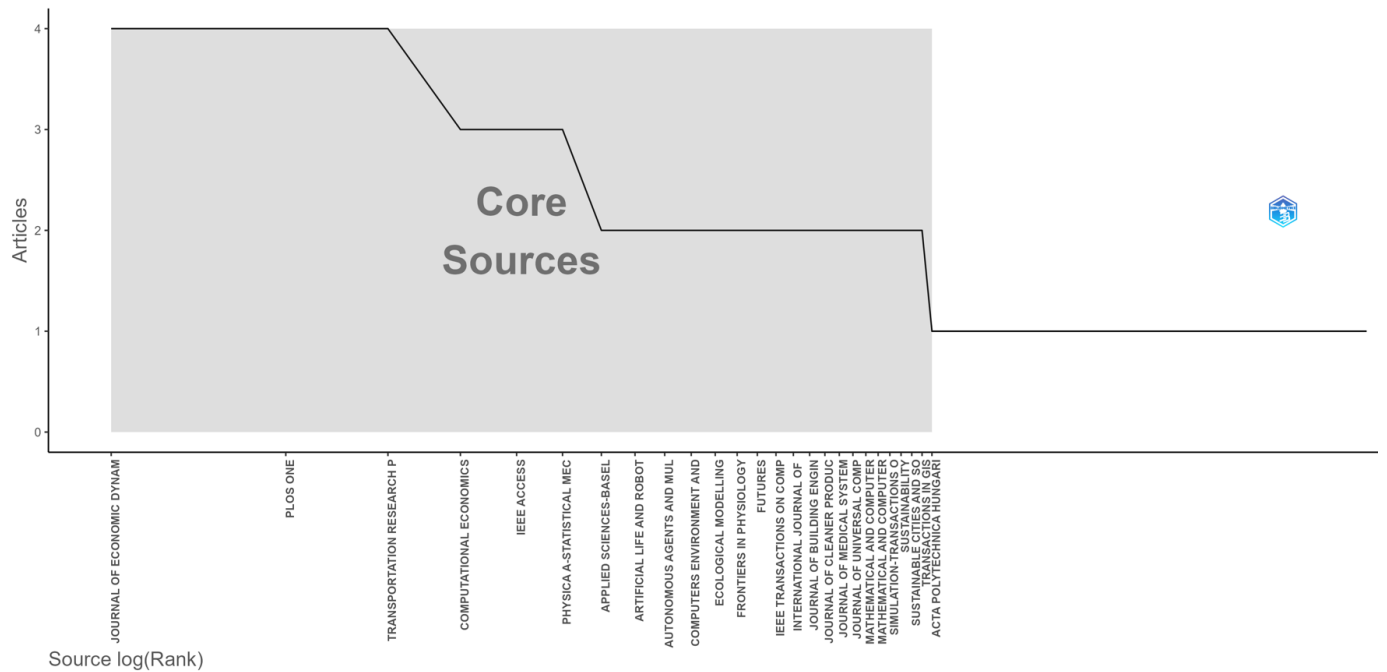 4
3
2
1
0
Articles
Core
Sources
JOURNAL OF ECONOMIC DYNAM
PLOS ONE
TRANSPORTATION RESEARCH P
COMPUTATIONAL ECONOMICS
IEEE ACCESS
PHYSICA A-STATISTICAL MEC
APPLIED SCIENCES-BASEL
ARTIFICIAL LIFE AND ROBOT
AUTONOMOUS AGENTS AND MUL
COMPUTERS ENVIRONMENT AND
ECOLOGICAL MODELLING
FRONTIERS IN PHYSIOLOGY
FUTURES
IEEE TRANSACTIONS ON COMP
INTERNATIONAL JOURNAL OF
JOURNAL OF BUILDING ENGIN
JOURNAL OF CLEANER PRODUC
JOURNAL OF MEDICAL SYSTEM
JOURNAL OF UNIVERSAL COMP
MATHEMATICAL AND COMPUTER
MATHEMATICAL AND COMPUTER
SIMULATION-TRANSACTIONS O
SUSTAINABILITY
SUSTAINABLE CITIES AND SO
TRANSACTIONS IN GIS
ACTA POLYTECHNICA HUNGARI
Source log(Rank)